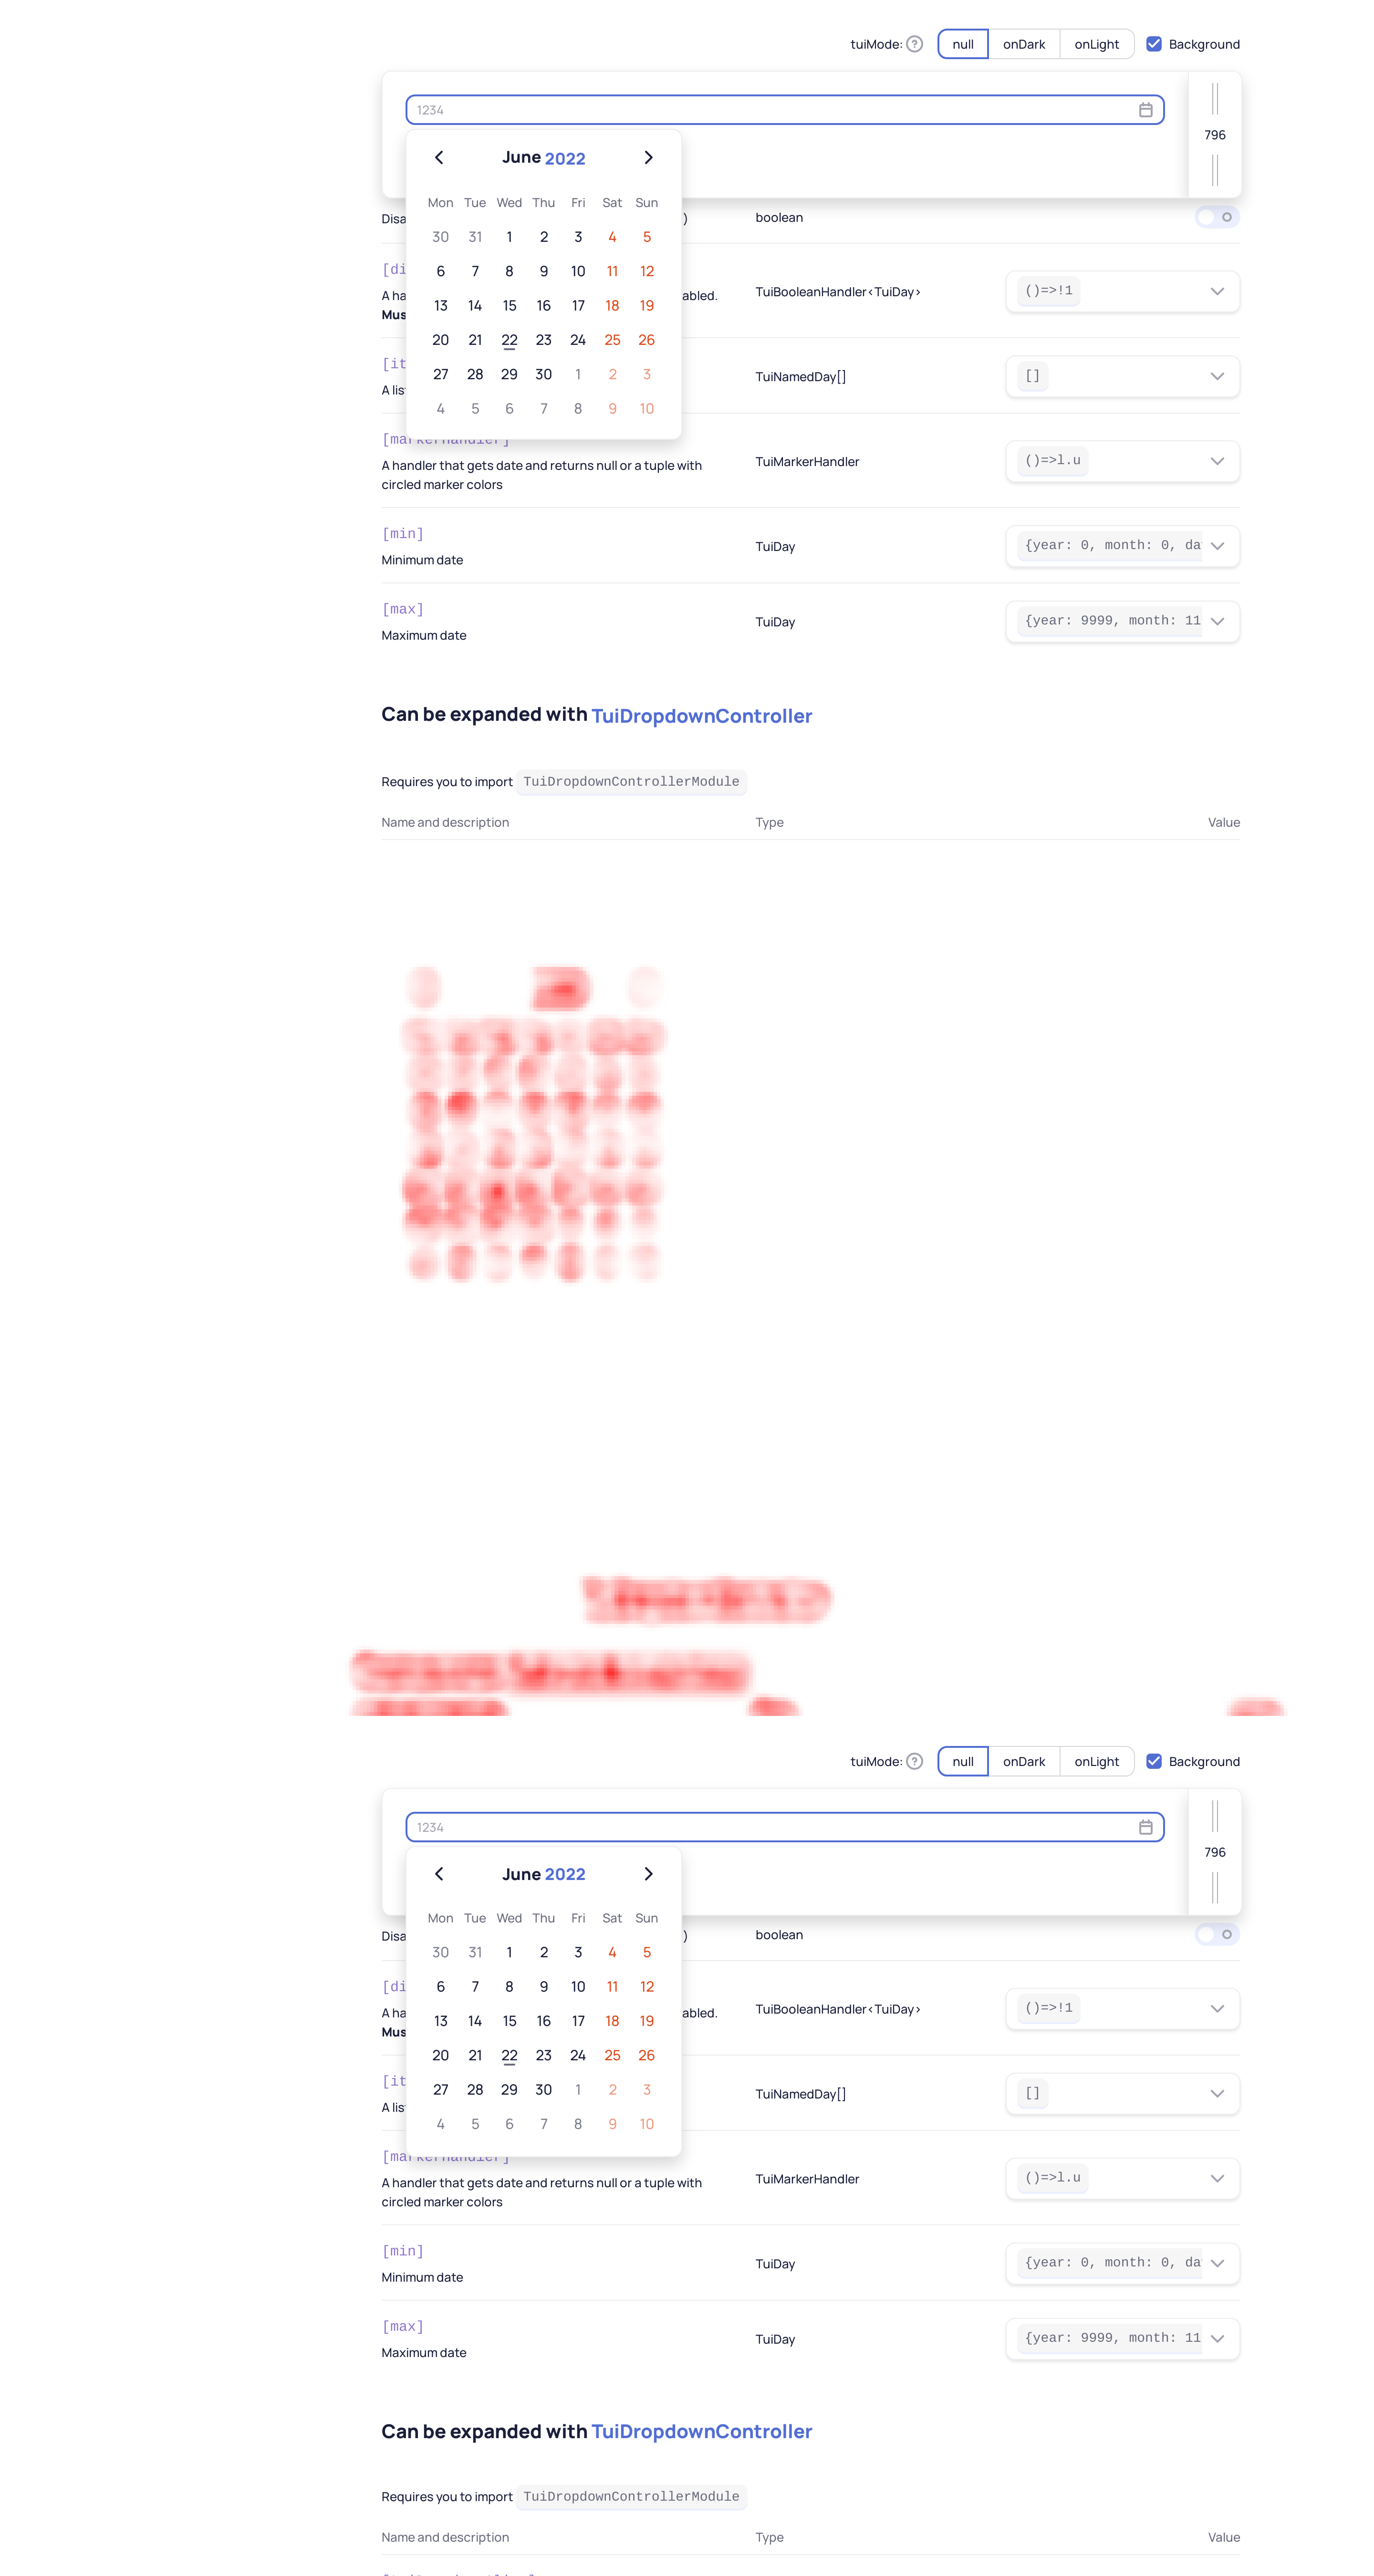 tuiMode: ? null onDark onLight Background
1234
796
June 2022
Mon Tue Wed Thu Fri Sat Sun
Disa ) boolean
30 31 1 2 3 4 5
[di
6 7 8 9 10 11 12
A ha abled. TuiBooleanHandler<TuiDay> ()=>!1
13 14 15 16 17 18 19
Mus
20 21 22 23 24 25 26
[it
27 28 29 30 1 2 3
TuiNamedDay[] []
A lis
4 5 6 7 8 9 10
[markerHandler]
A handler that gets date and returns null or a tuple with
circled marker colors
TuiMarkerHandler ()=>l.u
[min]
Minimum date
TuiDay {year: 0, month: 0, da
[max]
Maximum date
TuiDay {year: 9999, month: 11
Can be expanded with TuiDropdownController
Requires you to import TuiDropdownControllerModule
Name and description Type Value
tuiMode: ? null onDark onLight Background
1234
796
June 2022
Mon Tue Wed Thu Fri Sat Sun
Disa ) boolean
30 31 1 2 3 4 5
[di
6 7 8 9 10 11 12
A ha abled. TuiBooleanHandler<TuiDay> ()=>!1
13 14 15 16 17 18 19
Mus
20 21 22 23 24 25 26
[it
27 28 29 30 1 2 3
TuiNamedDay[] []
A lis
4 5 6 7 8 9 10
[markerHandler]
A handler that gets date and returns null or a tuple with
circled marker colors
TuiMarkerHandler ()=>l.u
[min]
Minimum date
TuiDay {year: 0, month: 0, da
[max]
Maximum date
TuiDay {year: 9999, month: 11
Can be expanded with TuiDropdownController
Requires you to import TuiDropdownControllerModule
Name and description Type Value